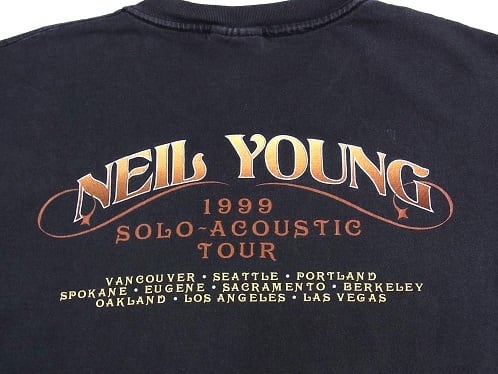 NEIL YOUNG
1999
SOLO-ACOUSTIC
TOUR
VANCOUVER • SEATTLE • PORTLAND
SPOKANE • EUGENE • SACRAMENTO • BERKELEY
OAKLAND • LOS ANGELES • LAS VEGAS